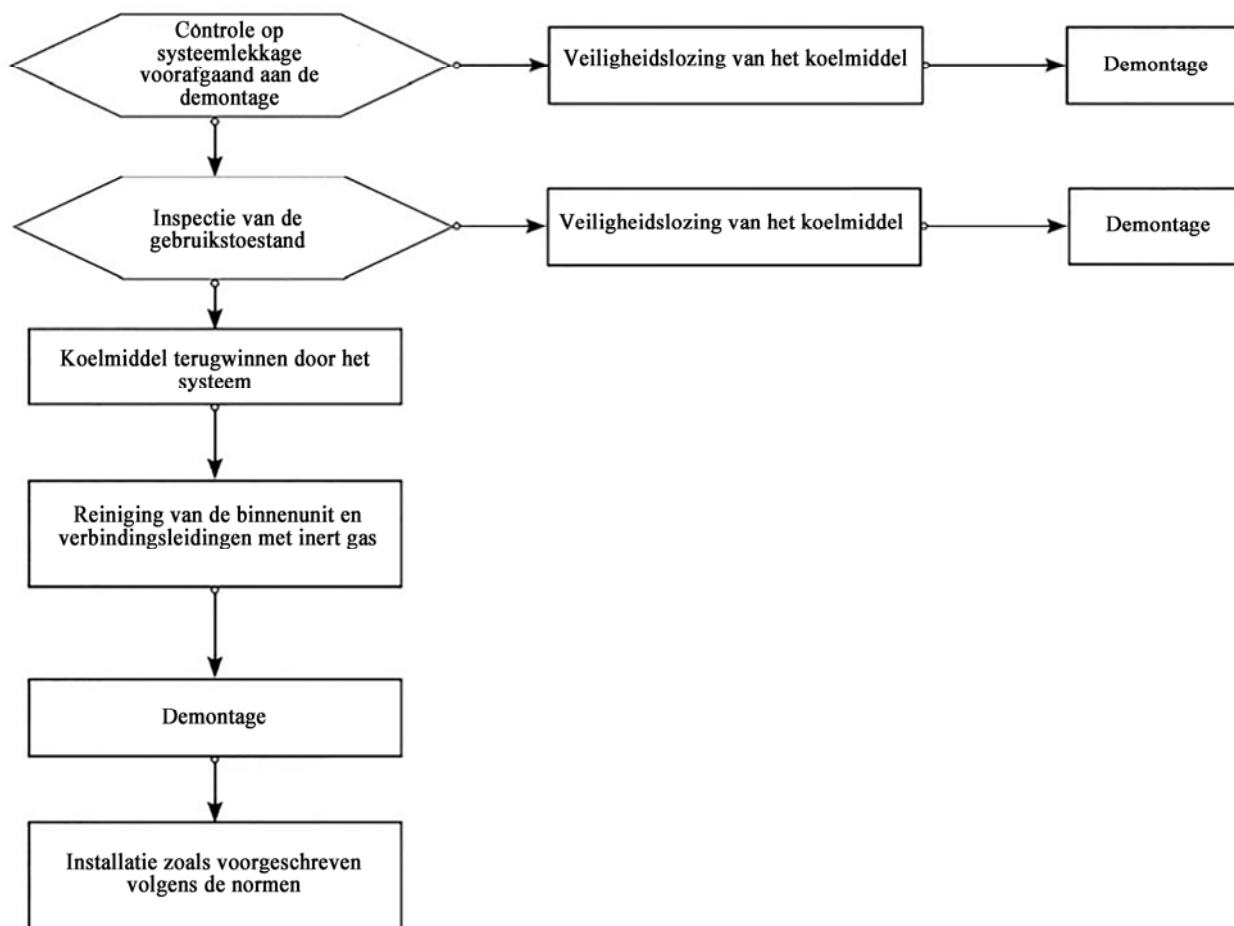 Controle op
systeemlekkage
voorafgaand aan de
demontage
Veiligheidslozing van het koelmiddel
Demontage
Inspectie van de
gebruikstoestand
Veiligheidslozing van het koelmiddel
Demontage
Koelmiddel terugwinnen door het
systeem
Reiniging van de binnenunit en
verbindingsleidingen met inert gas
Demontage
Installatie zoals voorgeschreven
volgens de normen